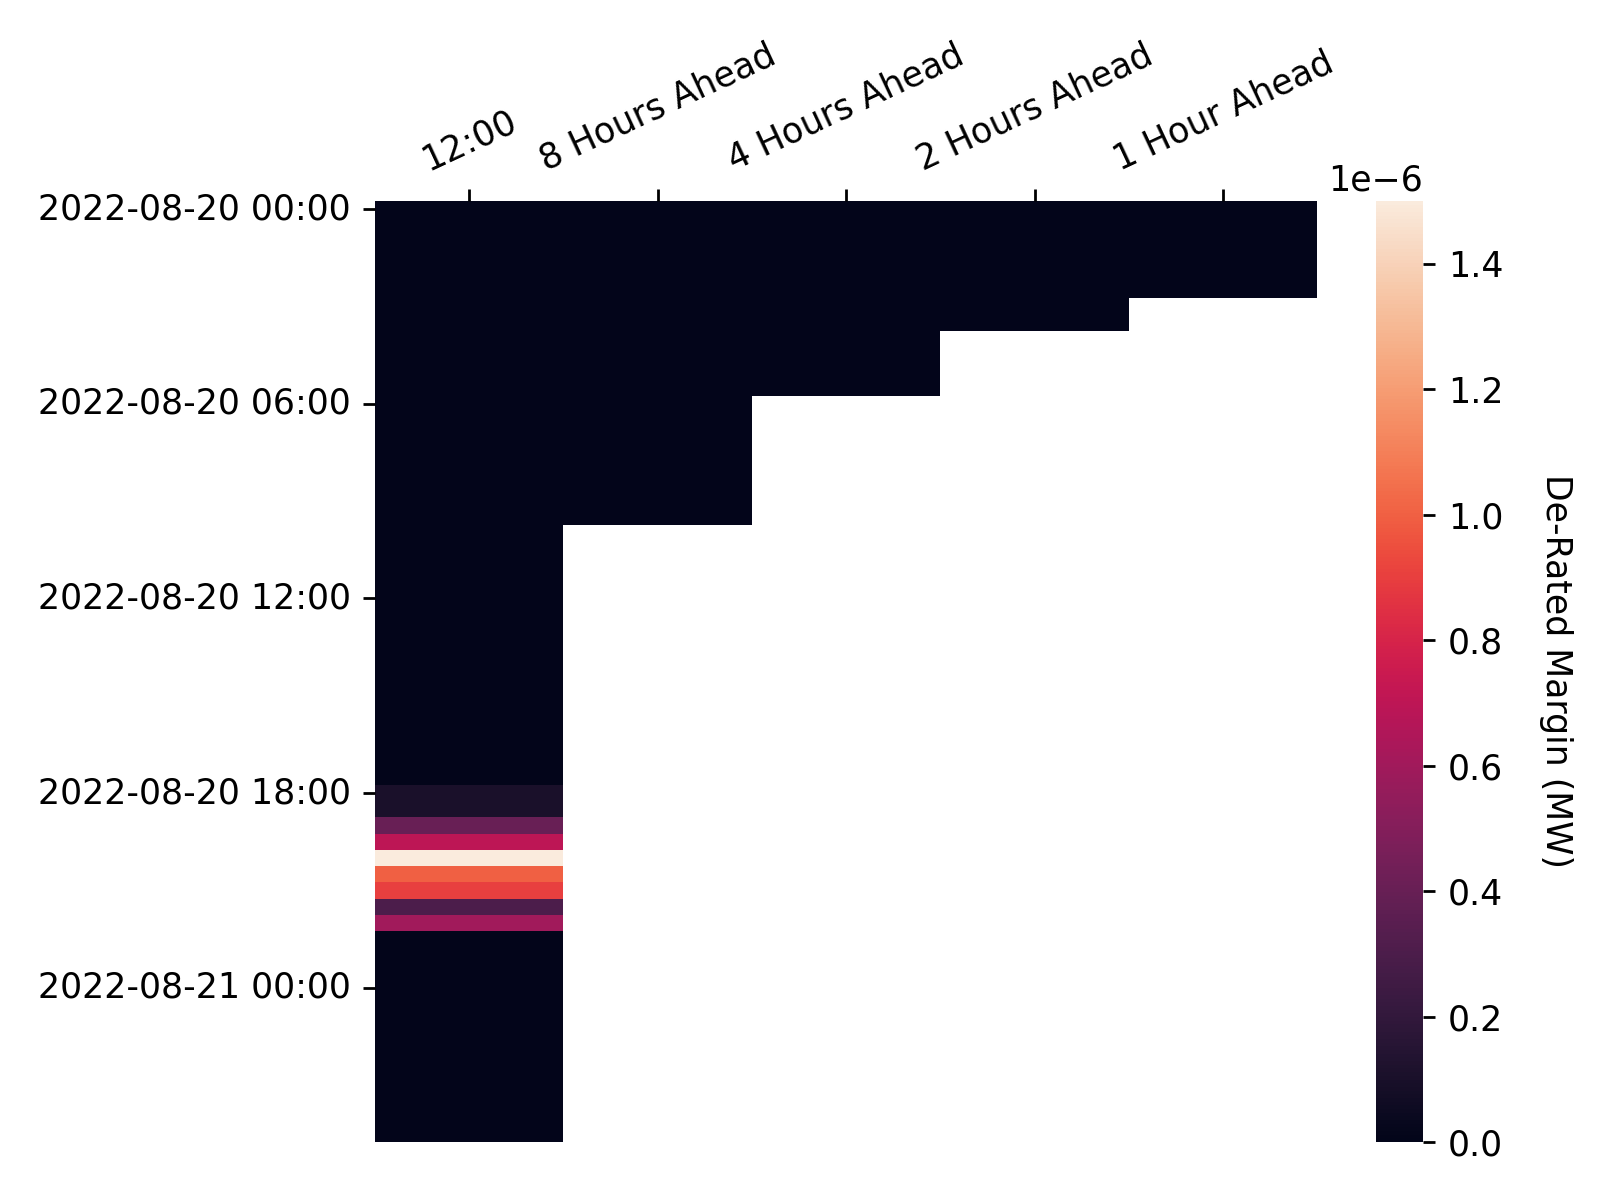 12:00
8 Hours Ahead
4 Hours Ahead
2 Hours Ahead
1 Hour Ahead
2022-08-20 00:00
2022-08-20 06:00
2022-08-20 12:00
2022-08-20 18:00
2022-08-21 00:00
1e−6
1.4
1.2
1.0
0.8
0.6
0.4
0.2
0.0
De-Rated Margin (MW)